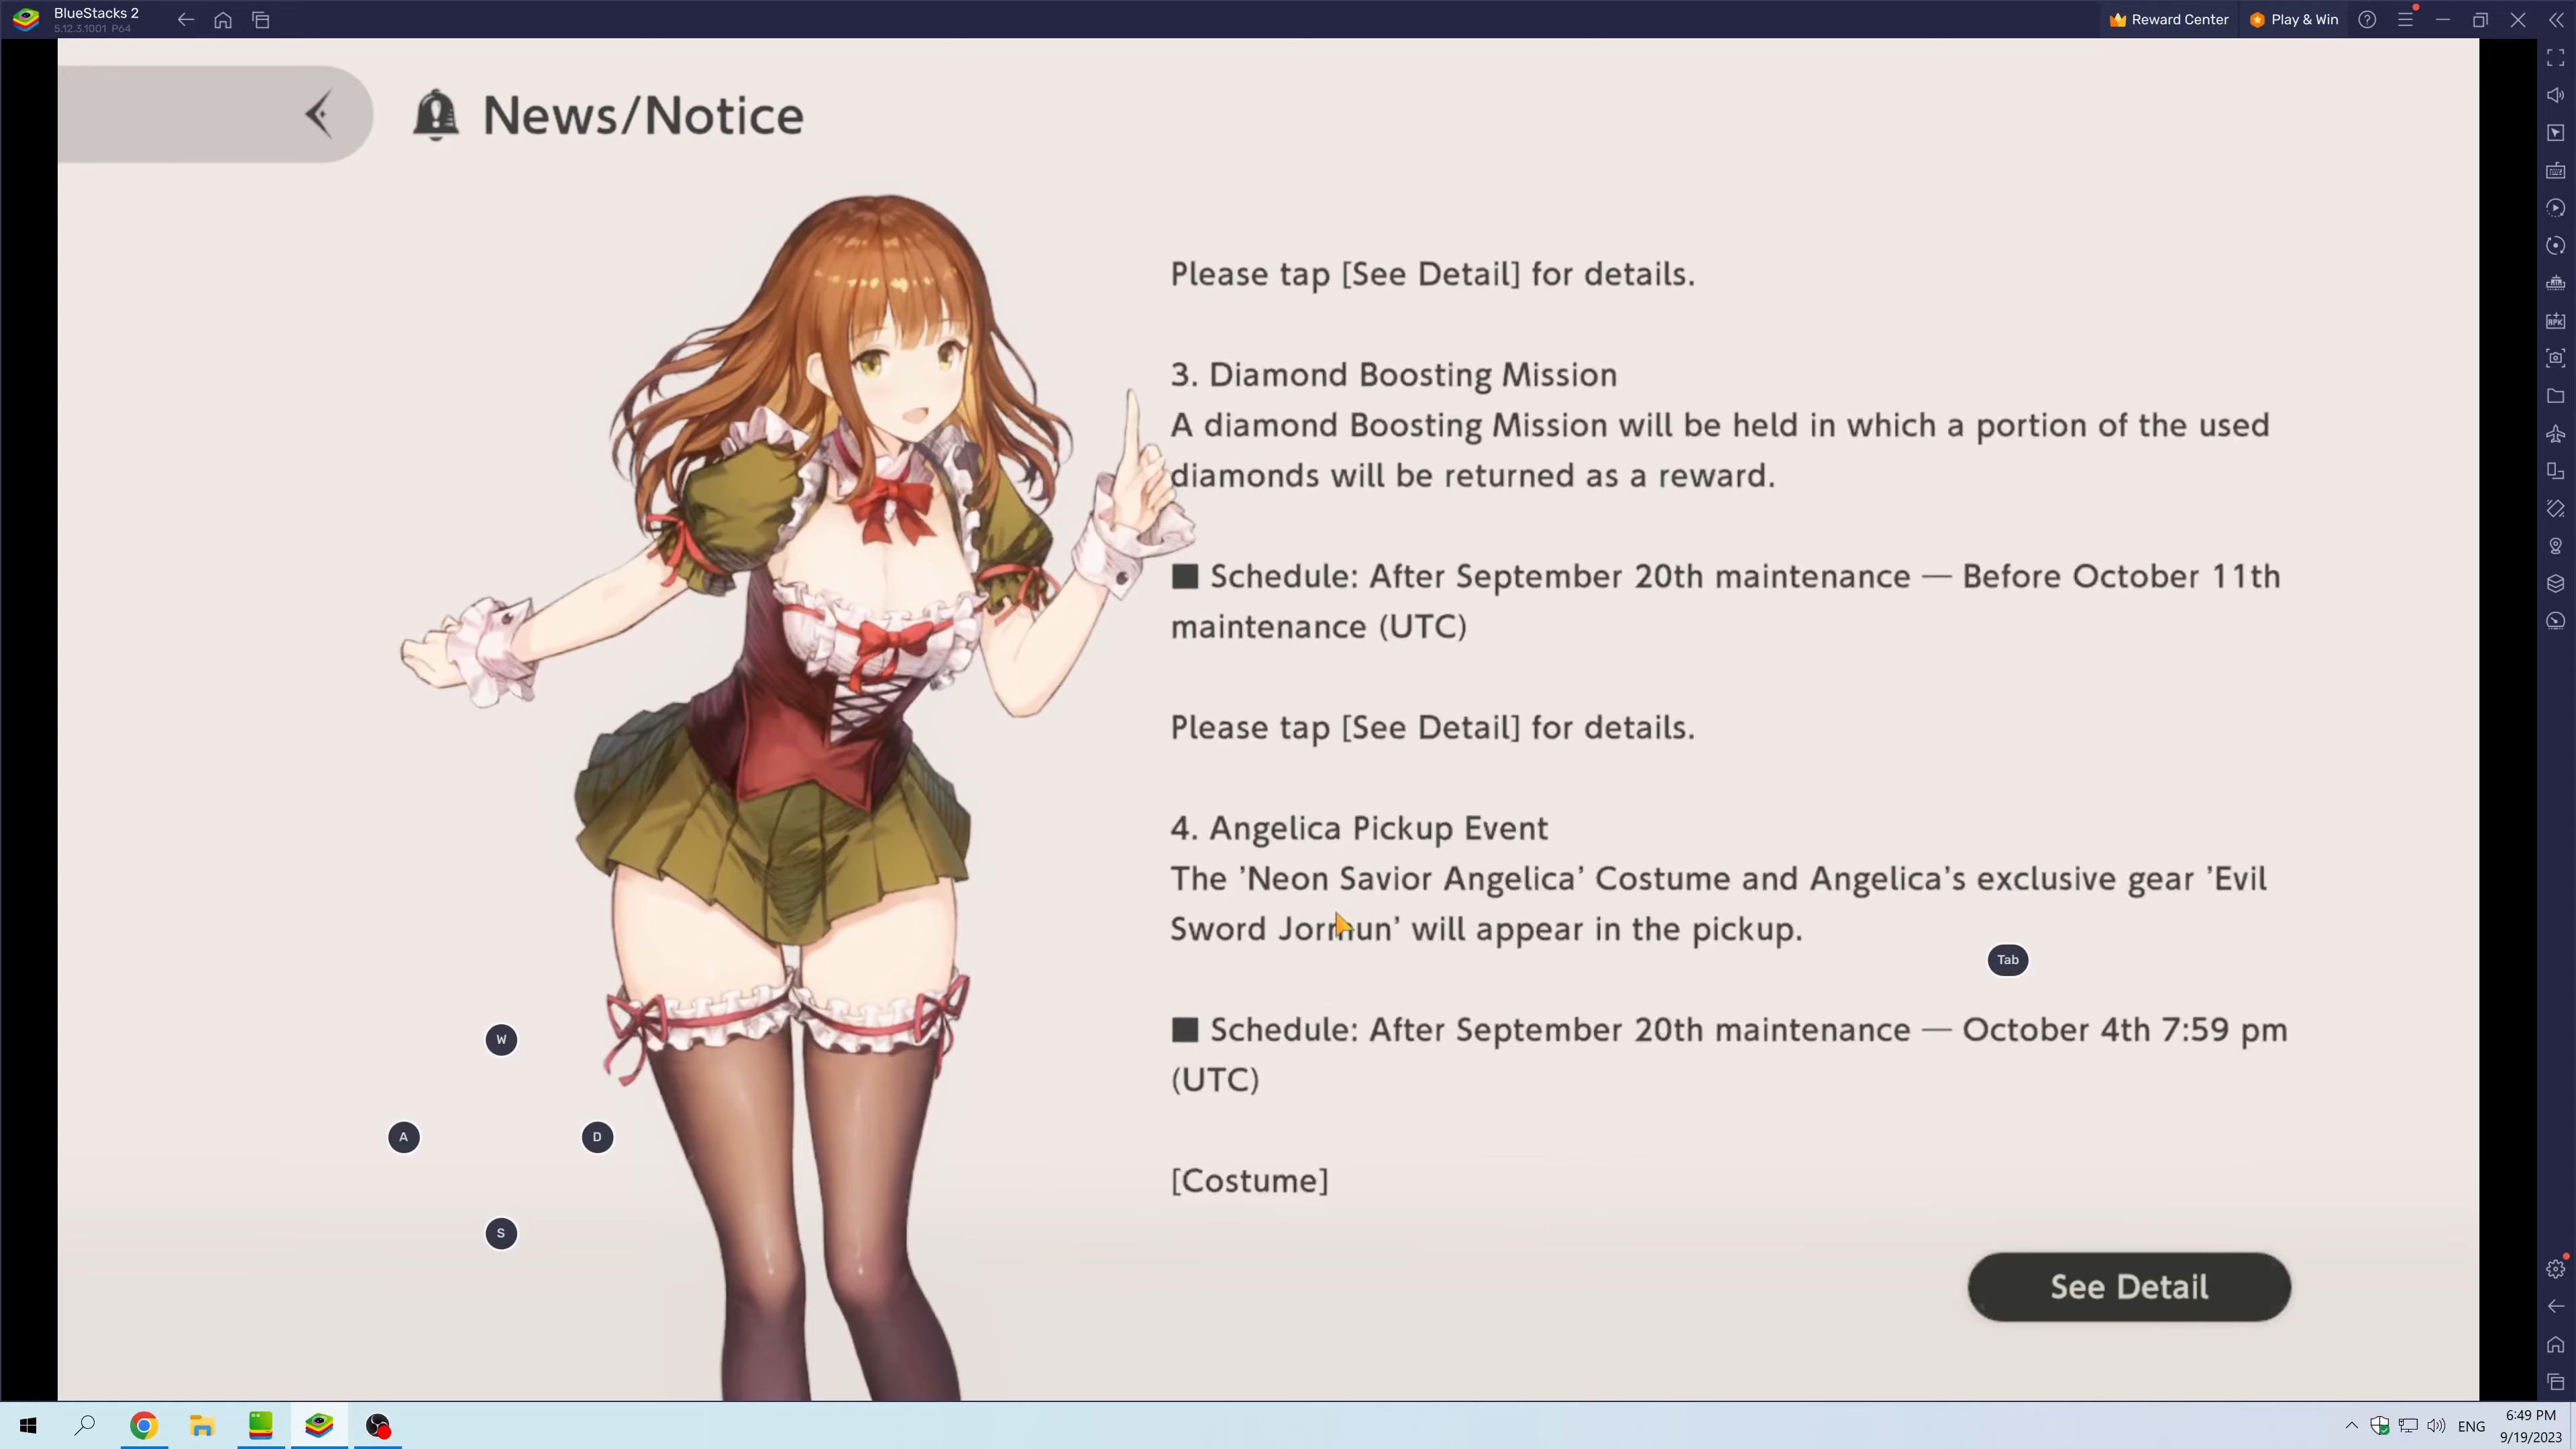 BlueStacks 2
5.12.3.1001 P64
Reward Center
Play & Win
News/Notice
Please tap [See Detail] for details.
3. Diamond Boosting Mission
A diamond Boosting Mission will be held in which a portion of the used
diamonds will be returned as a reward.
■ Schedule: After September 20th maintenance — Before October 11th
maintenance (UTC)
Please tap [See Detail] for details.
4. Angelica Pickup Event
The 'Neon Savior Angelica' Costume and Angelica's exclusive gear 'Evil
Sword Jormun' will appear in the pickup.
Tab
■ Schedule: After September 20th maintenance — October 4th 7:59 pm
(UTC)
W
A
D
S
[Costume]
See Detail
ENG
6:49 PM
9/19/2023